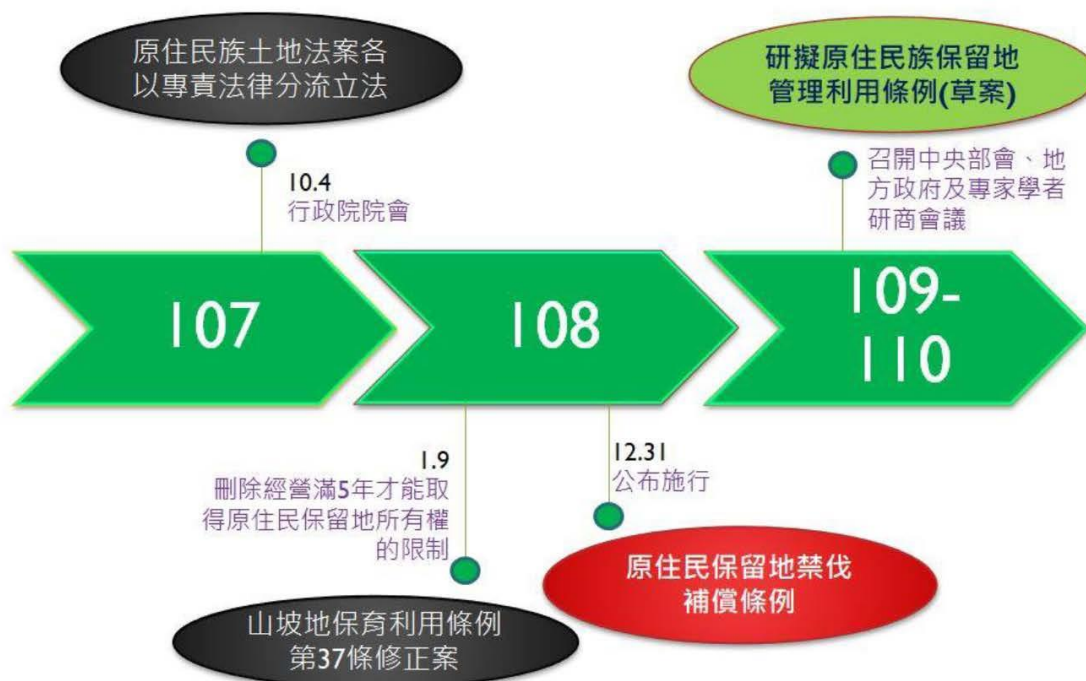 原住民族土地法案各
以專責法律分流立法
10.4
行政院院會
研擬原住民族保留地
管理利用條例(草案)
召開中央部會、地
方政府及專家學者
研商會議
107
108
109-
110
1.9
刪除經營滿5年才能取
得原住民保留地所有權
的限制
山坡地保育利用條例
第37條修正案
12.31
公布施行
原住民保留地禁伐
補償條例